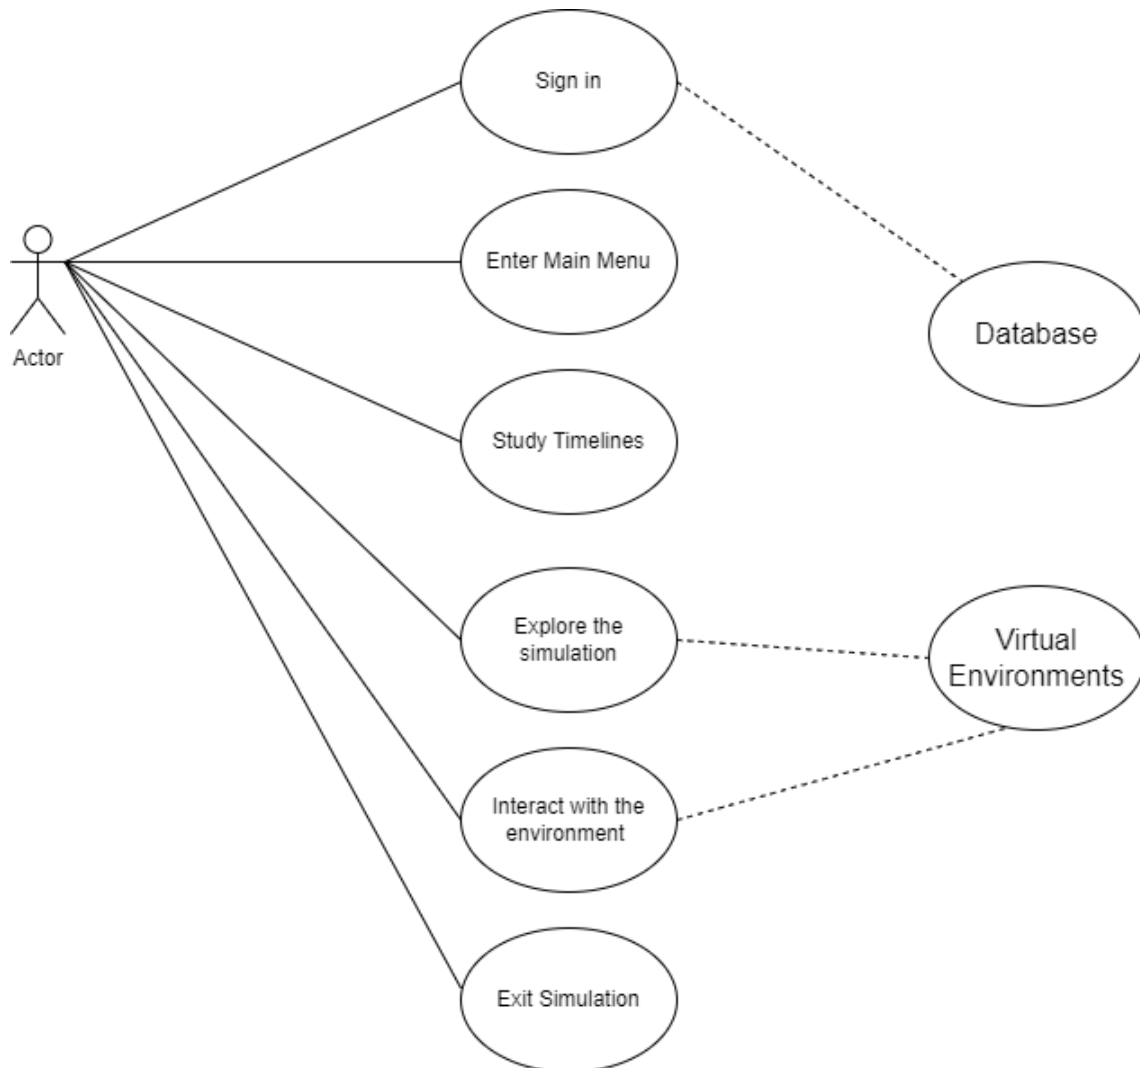 Sign in
Enter Main Menu
Actor
Database
Study Timelines
Explore the
simulation
Virtual
Environments
Interact with the
environment
Exit Simulation